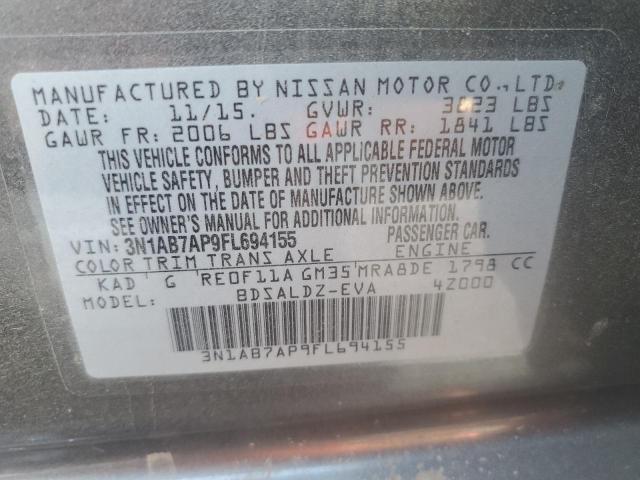 MANUFACTURED BY NISSAN MOTOR CO.,LTD.
DATE: 11/15. GVWR: 3823 LBS
GAWR FR: 2006 LBS GAWR RR: 1841 LBS
THIS VEHICLE CONFORMS TO ALL APPLICABLE FEDERAL MOTOR
VEHICLE SAFETY, BUMPER AND THEFT PREVENTION STANDARDS
IN EFFECT ON THE DATE OF MANUFACTURE SHOWN ABOVE.
SEE OWNER'S MANUAL FOR ADDITIONAL INFORMATION.
VIN: 3N1AB7AP9FL694155 PASSENGER CAR.
COLOR TRIM TRANS AXLE ENGINE
KAD G RE0F11A GM35 MRA8DE 1798 CC
MODEL: BDSALDZ-EVA 4Z000
3N1AB7AP9FL694155